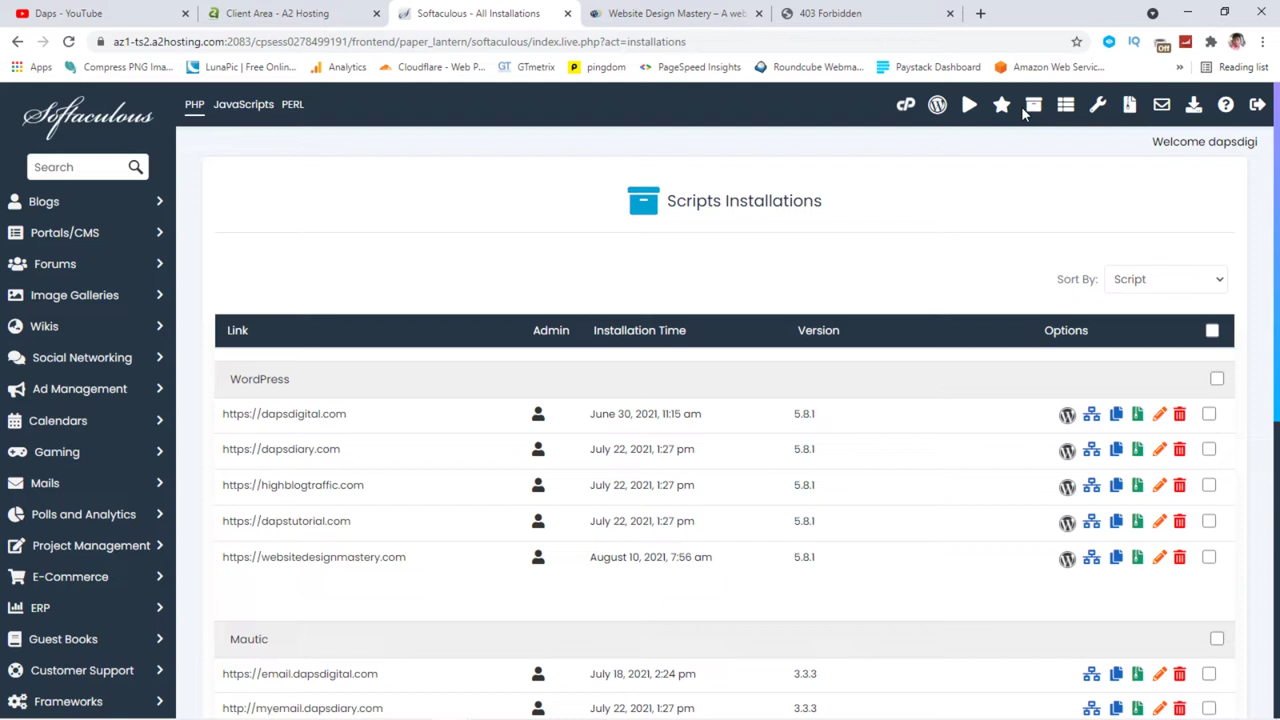 Daps - YouTube
Client Area - A2 Hosting
Softaculous - All Installations
Website Design Mastery – A web
403 Forbidden
az1-ts2.a2hosting.com:2083/cpsess0278499191/frontend/paper_lantern/softaculous/index.live.php?act=installations
IQ
Off
Apps
Compress PNG Ima...
LunaPic | Free Onlin...
Analytics
Cloudflare - Web P...
GT GTmetrix
pingdom
PageSpeed Insights
Roundcube Webma...
Paystack Dashboard
Amazon Web Servic...
»
Reading list
Softaculous
PHP
JavaScripts
PERL
cP
Welcome dapsdigi
Search
Scripts Installations
Blogs
Portals/CMS
Forums
Image Galleries
Wikis
Social Networking
Ad Management
Calendars
Gaming
Mails
Polls and Analytics
Project Management
E-Commerce
ERP
Guest Books
Customer Support
Frameworks
Sort By: Script
Link Admin Installation Time Version Options
WordPress
https://dapsdigital.com June 30, 2021, 11:15 am 5.8.1
https://dapsdiary.com July 22, 2021, 1:27 pm 5.8.1
https://highblogtraffic.com July 22, 2021, 1:27 pm 5.8.1
https://dapstutorial.com July 22, 2021, 1:27 pm 5.8.1
https://websitedesignmastery.com August 10, 2021, 7:56 am 5.8.1
Mautic
https://email.dapsdigital.com July 18, 2021, 2:24 pm 3.3.3
http://myemail.dapsdiary.com July 22, 2021, 1:27 pm 3.3.3